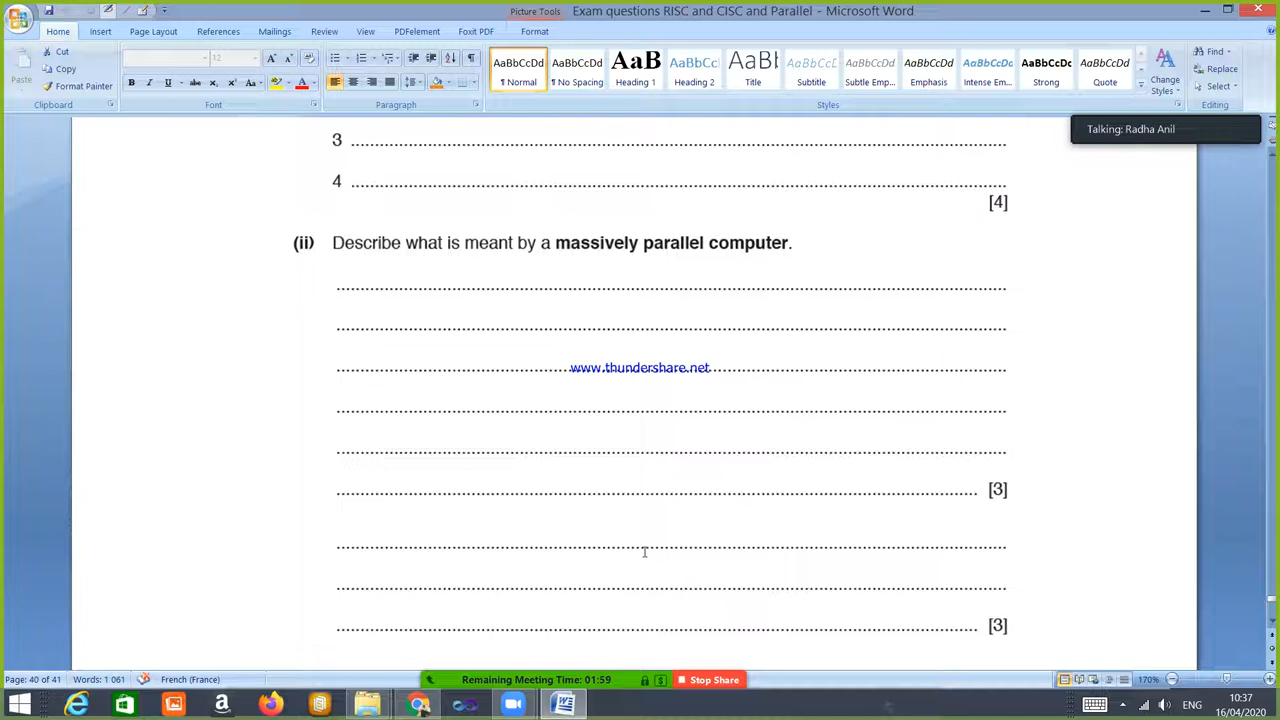 Picture Tools
Exam questions RISC and CISC and Parallel - Microsoft Word
Home Insert Page Layout References Mailings Review View PDFelement Foxit PDF Format
Paste
Cut
Copy
Format Painter
Clipboard
12
Font
Paragraph
AaBbCcDd AaBbCcDd AaB AaBbCc AaBb AaBbCcDd AaBbCcDd AaBbCcDd AaBbCcDd AaBbCcDc AaBbCcDd
¶ Normal ¶ No Spacing Heading 1 Heading 2 Title Subtitle Subtle Emp... Emphasis Intense Em... Strong Quote
Styles
Change Styles
Find
Replace
Select
Editing
Talking: Radha Anil
3 ..........
4 ..........
[4]
(ii) Describe what is meant by a massively parallel computer.
www.thundershare.net
[3]
[3]
Page: 40 of 41 Words: 1 061 French (France)
Remaining Meeting Time: 01:59 Stop Share
170%
ENG
10:37
16/04/2020